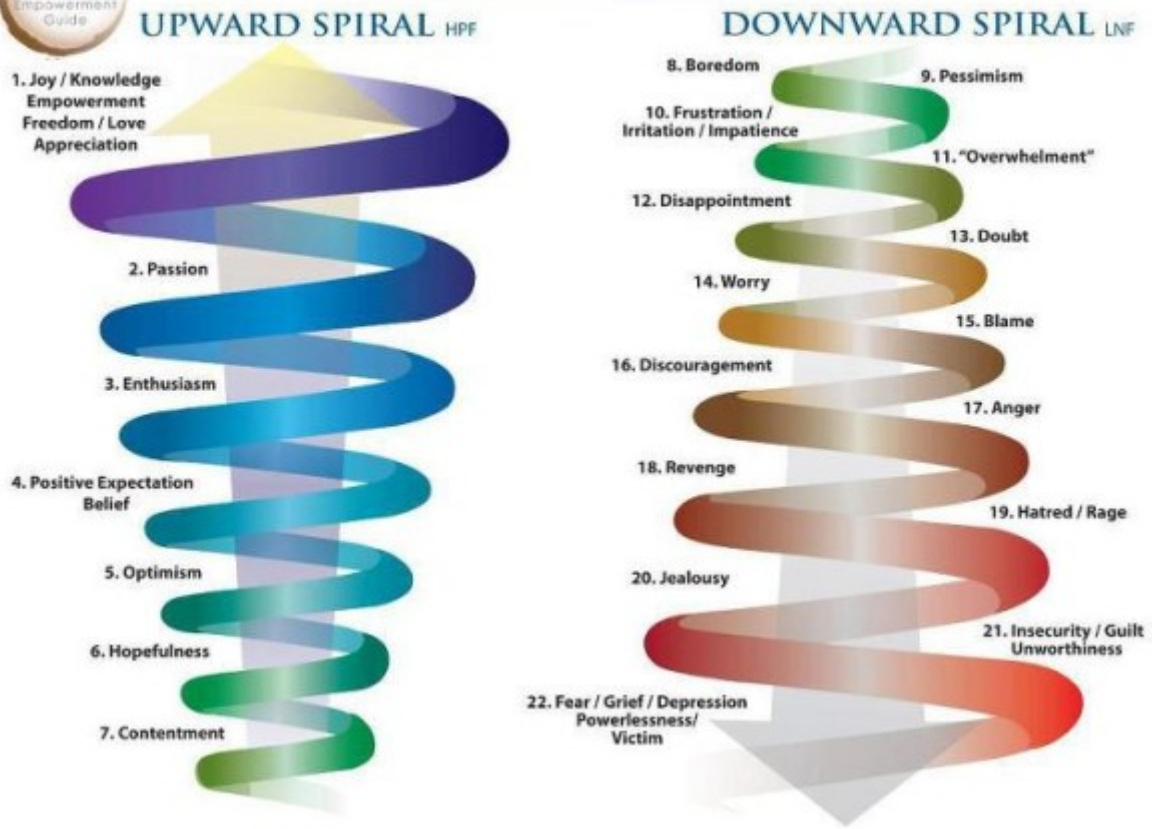 Empowerment
Guide
UPWARD SPIRAL HPF
1. Joy / Knowledge
Empowerment
Freedom / Love
Appreciation
2. Passion
3. Enthusiasm
4. Positive Expectation
Belief
5. Optimism
6. Hopefulness
7. Contentment
DOWNWARD SPIRAL LNF
8. Boredom
9. Pessimism
10. Frustration /
Irritation / Impatience
11. “Overwhelment”
12. Disappointment
13. Doubt
14. Worry
15. Blame
16. Discouragement
17. Anger
18. Revenge
19. Hatred / Rage
20. Jealousy
21. Insecurity / Guilt
Unworthiness
22. Fear / Grief / Depression
Powerlessness/
Victim